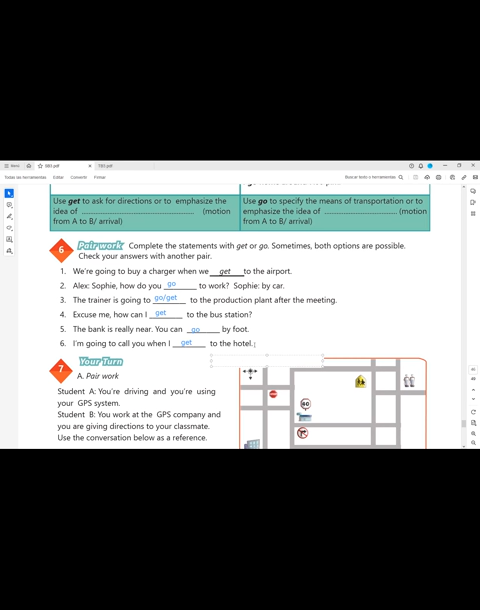 Menú SB3.pdf × TB3.pdf
Todas las herramientas Editar Convertir Firmar Buscar texto o herramientas
Use get to ask for directions or to emphasize the
idea of .......................................... (motion
from A to B/ arrival)
Use go to specify the means of transportation or to
emphasize the idea of ........................... (motion
from A to B/ arrival)
6 Pair work Complete the statements with get or go. Sometimes, both options are possible.
Check your answers with another pair.
1. We're going to buy a charger when we get to the airport.
2. Alex: Sophie, how do you go to work? Sophie: by car.
3. The trainer is going to go/get to the production plant after the meeting.
4. Excuse me, how can I get to the bus station?
5. The bank is really near. You can go by foot.
6. I'm going to call you when I get to the hotel.
7 Your Turn
A. Pair work
Student A: You're driving and you're using
your GPS system.
Student B: You work at the GPS company and
you are giving directions to your classmate.
Use the conversation below as a reference.
60